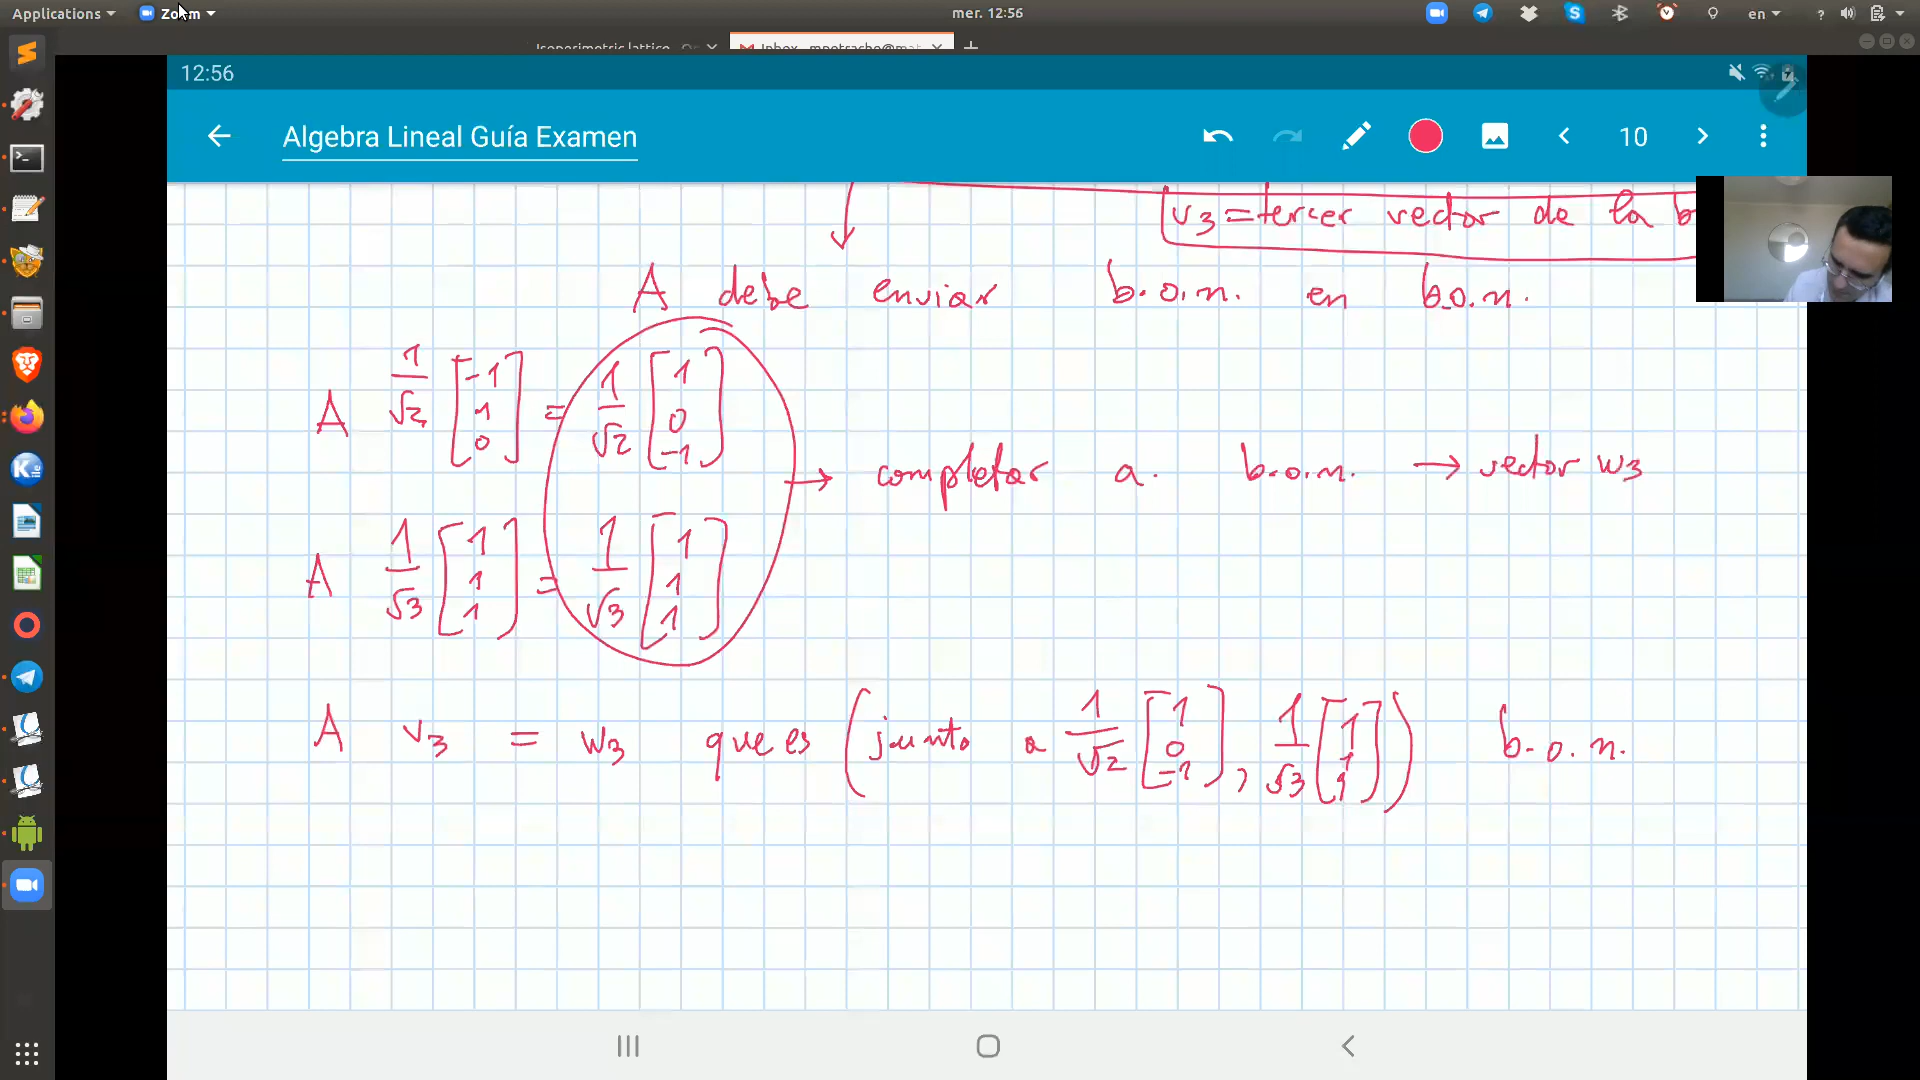 Applications Zoom mer. 12:56 en ?
Inbox
12:56
Algebra Lineal Guía Examen 10
v3=tercer vector de la b
A debe enviar b.o.n. en b.o.n.
A 1/√2 [-1 1 0] = 1/√2 [1 0 -1]
→ completar a. b.o.n. → vector w3
A 1/√3 [1 1 1] = 1/√3 [1 1 1]
A v3 = w3 que es (junto a 1/√2 [1 0 -1], 1/√3 [1 1 1]) b.o.n.